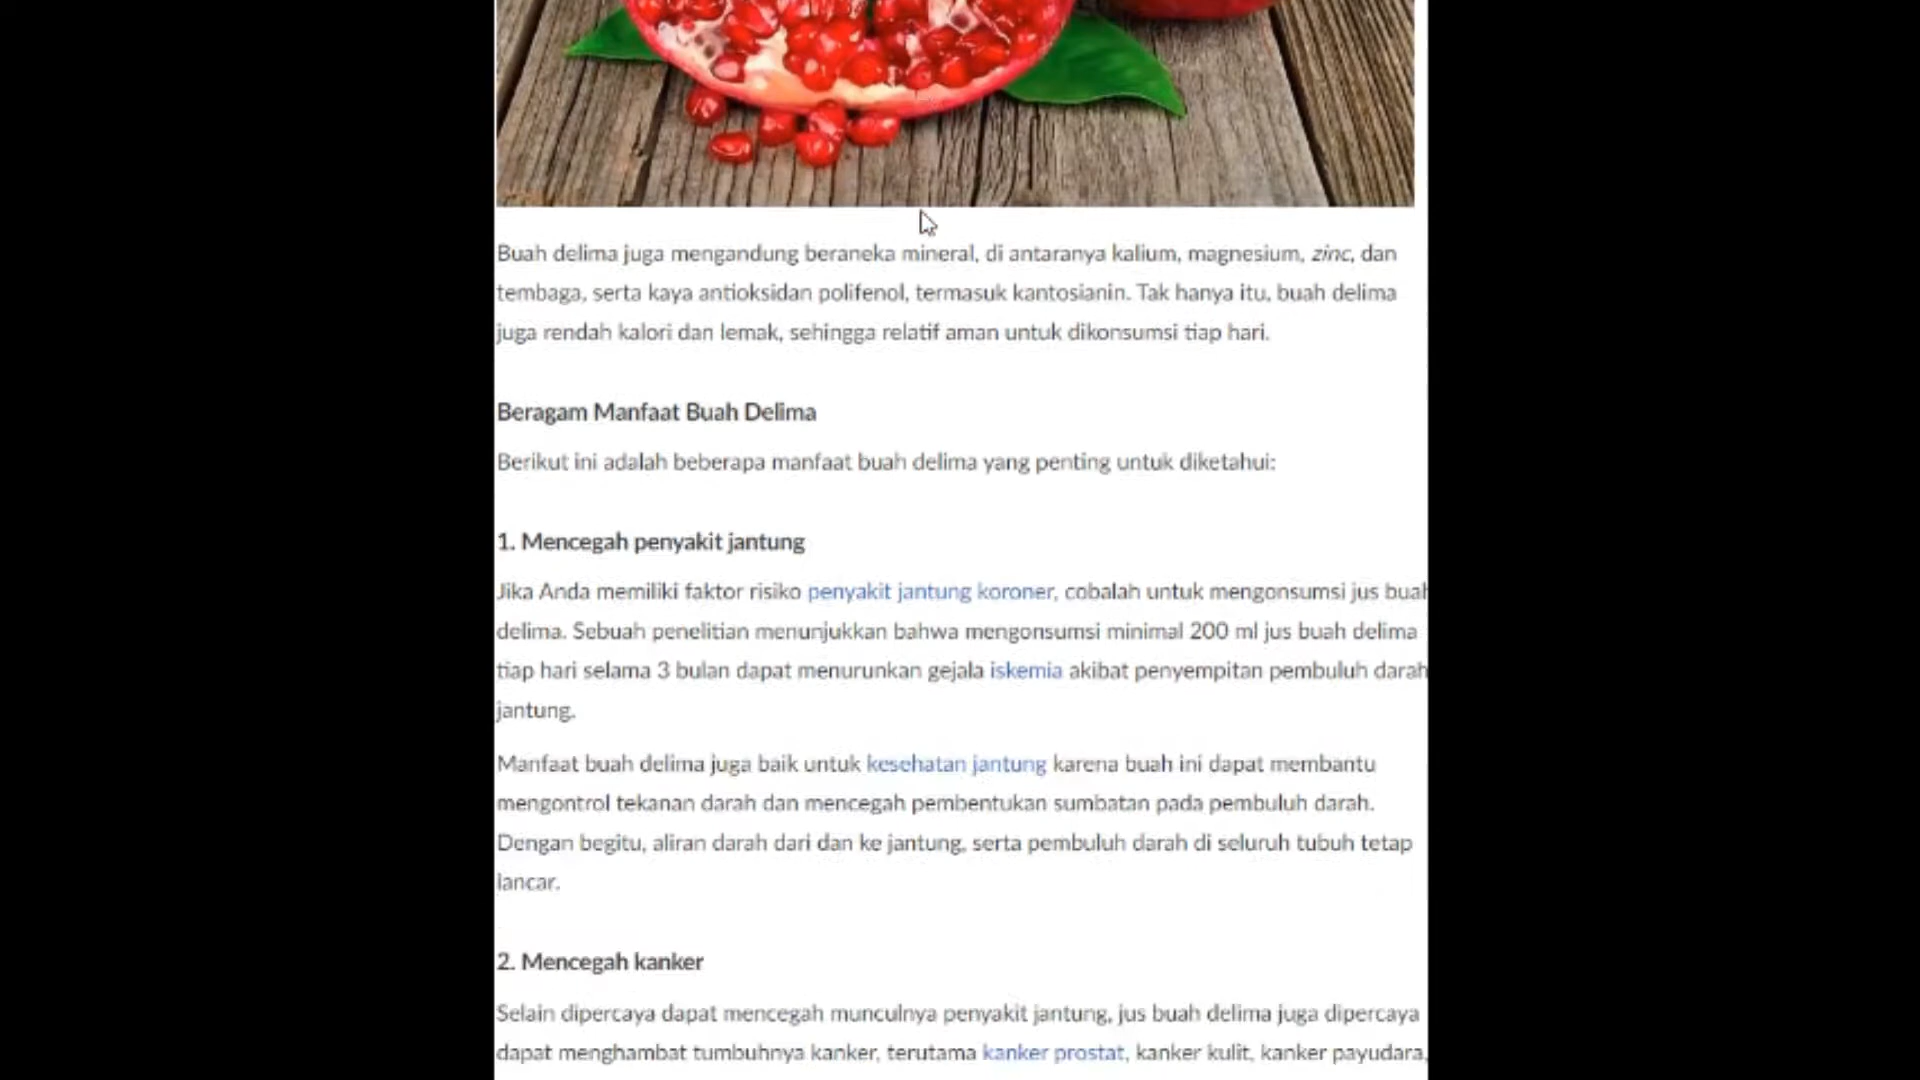 Buah delima juga mengandung beraneka mineral, di antaranya kalium, magnesium, zinc, dan
tembaga, serta kaya antioksidan polifenol, termasuk kantosianin. Tak hanya itu, buah delima
juga rendah kalori dan lemak, sehingga relatif aman untuk dikonsumsi tiap hari.
Beragam Manfaat Buah Delima
Berikut ini adalah beberapa manfaat buah delima yang penting untuk diketahui:
1. Mencegah penyakit jantung
Jika Anda memiliki faktor risiko penyakit jantung koroner, cobalah untuk mengonsumsi jus buah
delima. Sebuah penelitian menunjukkan bahwa mengonsumsi minimal 200 ml jus buah delima
tiap hari selama 3 bulan dapat menurunkan gejala iskemia akibat penyempitan pembuluh darah
jantung.
Manfaat buah delima juga baik untuk kesehatan jantung karena buah ini dapat membantu
mengontrol tekanan darah dan mencegah pembentukan sumbatan pada pembuluh darah.
Dengan begitu, aliran darah dari dan ke jantung, serta pembuluh darah di seluruh tubuh tetap
lancar.
2. Mencegah kanker
Selain dipercaya dapat mencegah munculnya penyakit jantung, jus buah delima juga dipercaya
dapat menghambat tumbuhnya kanker, terutama kanker prostat, kanker kulit, kanker payudara,